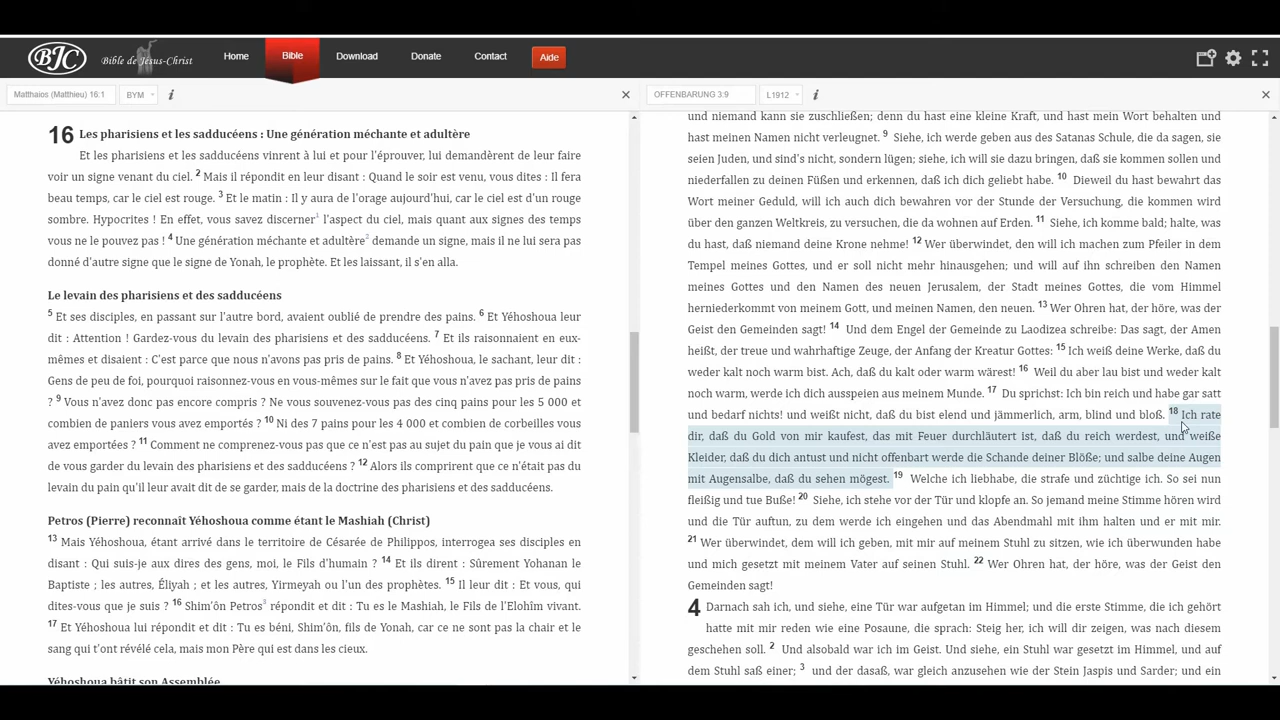 BJC
Bible de Jésus-Christ
Home
Bible
Download
Donate
Contact
Aide
Matthaios (Matthieu) 16:1
BYM
i
16 Les pharisiens et les sadducéens : Une génération méchante et adultère
Et les pharisiens et les sadducéens vinrent à lui et pour l'éprouver, lui demandèrent de leur faire
voir un signe venant du ciel. 2 Mais il répondit en leur disant : Quand le soir est venu, vous dites : Il fera
beau temps, car le ciel est rouge. 3 Et le matin : Il y aura de l'orage aujourd'hui, car le ciel est d'un rouge
sombre. Hypocrites ! En effet, vous savez discerner1 l'aspect du ciel, mais quant aux signes des temps
vous ne le pouvez pas ! 4 Une génération méchante et adultère2 demande un signe, mais il ne lui sera pas
donné d'autre signe que le signe de Yonah, le prophète. Et les laissant, il s'en alla.
Le levain des pharisiens et des sadducéens
5 Et ses disciples, en passant sur l'autre bord, avaient oublié de prendre des pains. 6 Et Yéhoshoua leur
dit : Attention ! Gardez-vous du levain des pharisiens et des sadducéens. 7 Et ils raisonnaient en eux-
mêmes et disaient : C'est parce que nous n'avons pas pris de pains. 8 Et Yéhoshoua, le sachant, leur dit :
Gens de peu de foi, pourquoi raisonnez-vous en vous-mêmes sur le fait que vous n'avez pas pris de pains
? 9 Vous n'avez donc pas encore compris ? Ne vous souvenez-vous pas des cinq pains pour les 5 000 et
combien de paniers vous avez emportés ? 10 Ni des 7 pains pour les 4 000 et combien de corbeilles vous
avez emportées ? 11 Comment ne comprenez-vous pas que ce n'est pas au sujet du pain que je vous ai dit
de vous garder du levain des pharisiens et des sadducéens ? 12 Alors ils comprirent que ce n'était pas du
levain du pain qu'il leur avait dit de se garder, mais de la doctrine des pharisiens et des sadducéens.
Petros (Pierre) reconnaît Yéhoshoua comme étant le Mashiah (Christ)
13 Mais Yéhoshoua, étant arrivé dans le territoire de Césarée de Philippos, interrogea ses disciples en
disant : Qui suis-je aux dires des gens, moi, le Fils d'humain ? 14 Et ils dirent : Sûrement Yohanan le
Baptiste ; les autres, Éliyah ; et les autres, Yirmeyah ou l'un des prophètes. 15 Il leur dit : Et vous, qui
dites-vous que je suis ? 16 Shim'ôn Petros3 répondit et dit : Tu es le Mashiah, le Fils de l'Elohîm vivant.
17 Et Yéhoshoua lui répondit et dit : Tu es béni, Shim'ôn, fils de Yonah, car ce ne sont pas la chair et le
sang qui t'ont révélé cela, mais mon Père qui est dans les cieux.
Yéhoshoua bâtit son Assemblée
OFFENBARUNG 3:9
L1912
i
und niemand kann sie zuschließen; denn du hast eine kleine Kraft, und hast mein Wort behalten und
hast meinen Namen nicht verleugnet. 9 Siehe, ich werde geben aus des Satanas Schule, die da sagen, sie
seien Juden, und sind's nicht, sondern lügen; siehe, ich will sie dazu bringen, daß sie kommen sollen und
niederfallen zu deinen Füßen und erkennen, daß ich dich geliebt habe. 10 Dieweil du hast bewahrt das
Wort meiner Geduld, will ich auch dich bewahren vor der Stunde der Versuchung, die kommen wird
über den ganzen Weltkreis, zu versuchen, die da wohnen auf Erden. 11 Siehe, ich komme bald; halte, was
du hast, daß niemand deine Krone nehme! 12 Wer überwindet, den will ich machen zum Pfeiler in dem
Tempel meines Gottes, und er soll nicht mehr hinausgehen; und will auf ihn schreiben den Namen
meines Gottes und den Namen des neuen Jerusalem, der Stadt meines Gottes, die vom Himmel
herniederkommt von meinem Gott, und meinen Namen, den neuen. 13 Wer Ohren hat, der höre, was der
Geist den Gemeinden sagt! 14 Und dem Engel der Gemeinde zu Laodizea schreibe: Das sagt, der Amen
heißt, der treue und wahrhaftige Zeuge, der Anfang der Kreatur Gottes: 15 Ich weiß deine Werke, daß du
weder kalt noch warm bist. Ach, daß du kalt oder warm wärest! 16 Weil du aber lau bist und weder kalt
noch warm, werde ich dich ausspeien aus meinem Munde. 17 Du sprichst: Ich bin reich und habe gar satt
und bedarf nichts! und weißt nicht, daß du bist elend und jämmerlich, arm, blind und bloß. 18 Ich rate
dir, daß du Gold von mir kaufest, das mit Feuer durchläutert ist, daß du reich werdest, und weiße
Kleider, daß du dich antust und nicht offenbart werde die Schande deiner Blöße; und salbe deine Augen
mit Augensalbe, daß du sehen mögest. 19 Welche ich liebhabe, die strafe und züchtige ich. So sei nun
fleißig und tue Buße! 20 Siehe, ich stehe vor der Tür und klopfe an. So jemand meine Stimme hören wird
und die Tür auftun, zu dem werde ich eingehen und das Abendmahl mit ihm halten und er mit mir.
21 Wer überwindet, dem will ich geben, mit mir auf meinem Stuhl zu sitzen, wie ich überwunden habe
und mich gesetzt mit meinem Vater auf seinen Stuhl. 22 Wer Ohren hat, der höre, was der Geist den
Gemeinden sagt!
4 Darnach sah ich, und siehe, eine Tür war aufgetan im Himmel; und die erste Stimme, die ich gehört
hatte mit mir reden wie eine Posaune, die sprach: Steig her, ich will dir zeigen, was nach diesem
geschehen soll. 2 Und alsobald war ich im Geist. Und siehe, ein Stuhl war gesetzt im Himmel, und auf
dem Stuhl saß einer; 3 und der dasaß, war gleich anzusehen wie der Stein Jaspis und Sarder; und ein